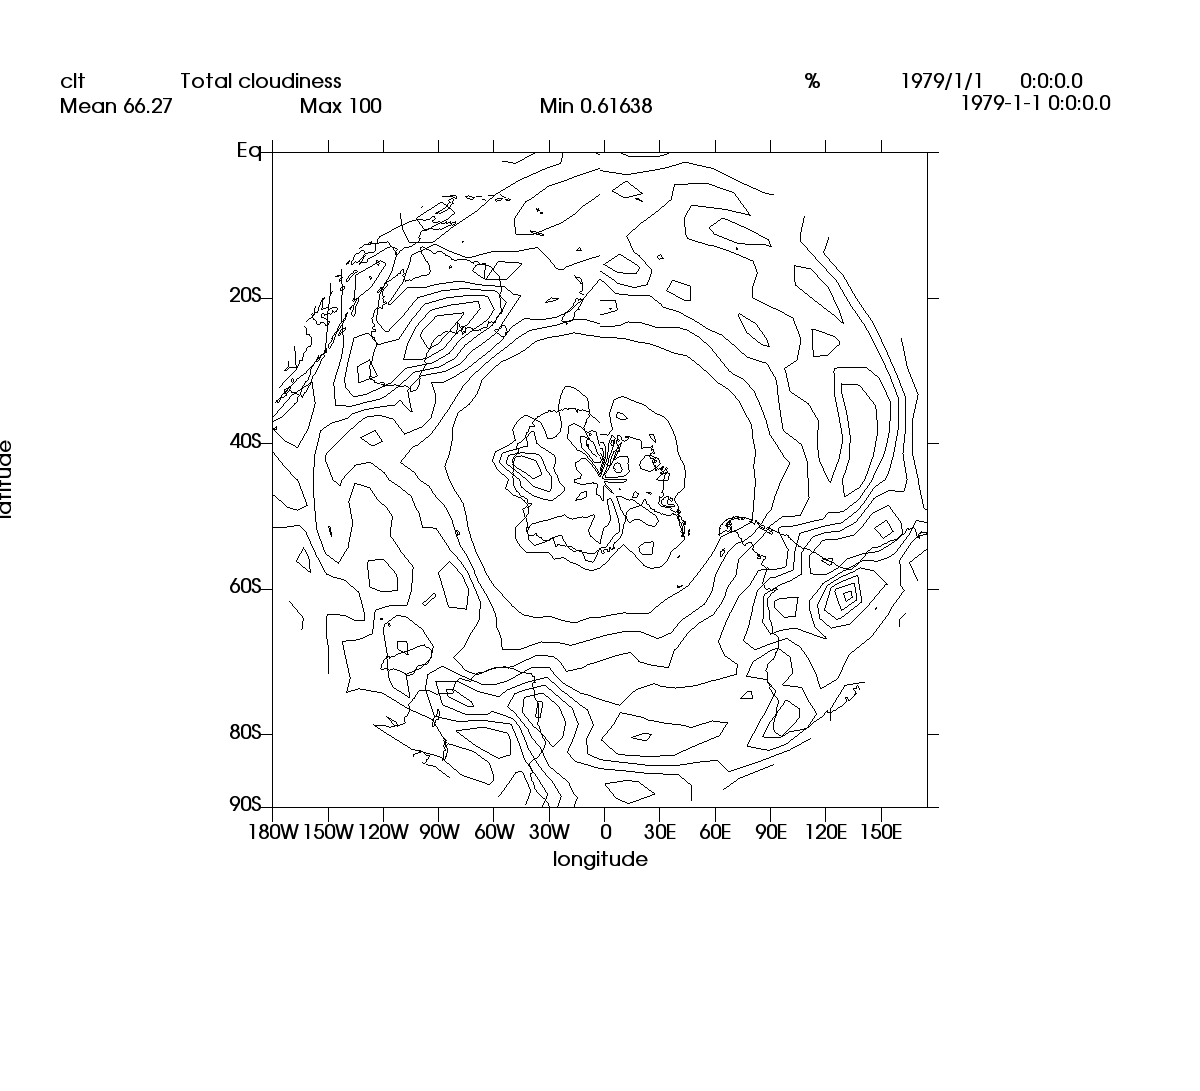 clt Total cloudiness % 1979/1/1 0:0:0.0
Mean 66.27 Max 100 Min 0.61638 1979-1-1 0:0:0.0
Eq
20S
40S
latitude
60S
80S
90S
180W 150W 120W 90W 60W 30W 0 30E 60E 90E 120E 150E
longitude